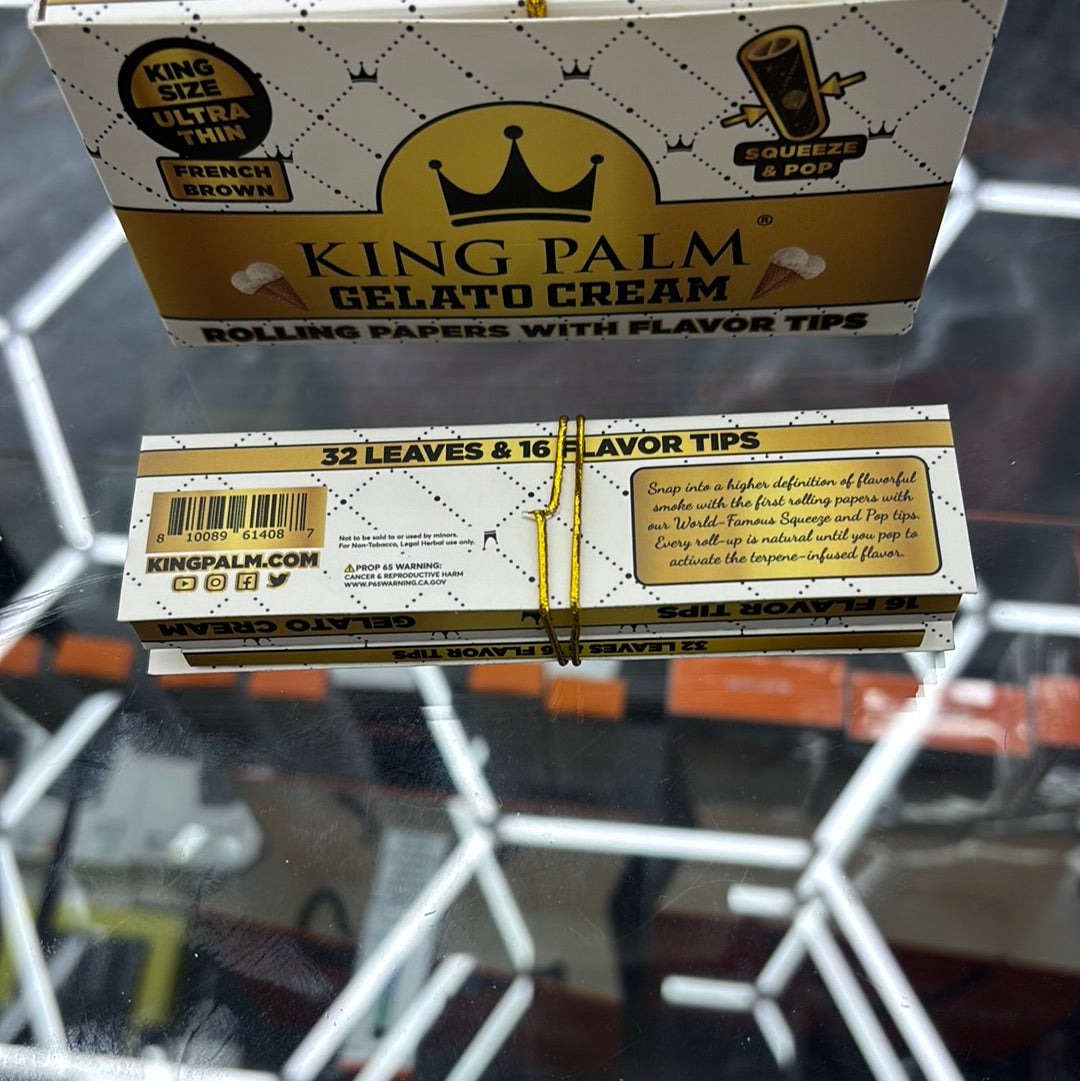 KING
SIZE
ULTRA
THIN
FRENCH
BROWN
SQUEEZE
& POP
KING PALM®
GELATO CREAM
ROLLING PAPERS WITH FLAVOR TIPS
32 LEAVES & 16 FLAVOR TIPS
8 10089 61408 7
KINGPALM.COM
Not to be sold to or used by minors.
For Non-Tobacco, Legal Herbal use only.
⚠PROP 65 WARNING:
CANCER & REPRODUCTIVE HARM
WWW.P65WARNING.CA.GOV
Snap into a higher definition of flavorful
smoke with the first rolling papers with
our World-Famous Squeeze and Pop tips.
Every roll-up is natural until you pop to
activate the terpene-infused flavor.
16 FLAVOR TIPS
GELATO CREAM
32 LEAVES & 16 FLAVOR TIPS